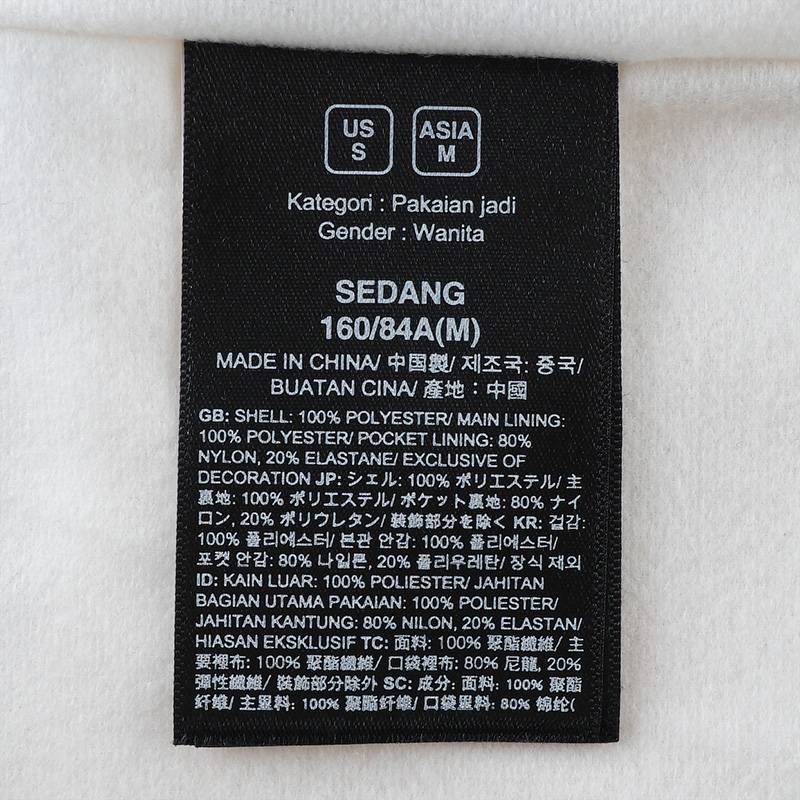 US
S
ASIA
M
Kategori : Pakaian jadi
Gender : Wanita
SEDANG
160/84A(M)
MADE IN CHINA/ 中国製/ 제조국: 중국/
BUATAN CINA/ 產地：中國
GB: SHELL: 100% POLYESTER/ MAIN LINING:
100% POLYESTER/ POCKET LINING: 80%
NYLON, 20% ELASTANE/ EXCLUSIVE OF
DECORATION JP: シェル: 100% ポリエステル/ 主
裏地: 100% ポリエステル/ ポケット裏地: 80% ナイ
ロン, 20% ポリウレタン/ 装飾部分を除く KR: 겉감:
100% 폴리에스터/ 본관 안감: 100% 폴리에스터/
포켓 안감: 80% 나일론, 20% 폴리우레탄/ 장식 제외
ID: KAIN LUAR: 100% POLIESTER/ JAHITAN
BAGIAN UTAMA PAKAIAN: 100% POLIESTER/
JAHITAN KANTUNG: 80% NILON, 20% ELASTAN/
HIASAN EKSKLUSIF TC: 面料: 100% 聚酯纖維/ 主
要裡布: 100% 聚酯纖維/ 口袋裡布: 80% 尼龍, 20%
彈性纖維/ 裝飾部分除外 SC: 成分: 面料: 100% 聚酯
纤维/ 主里料: 100% 聚酯纤维/ 口袋里料: 80% 锦纶(